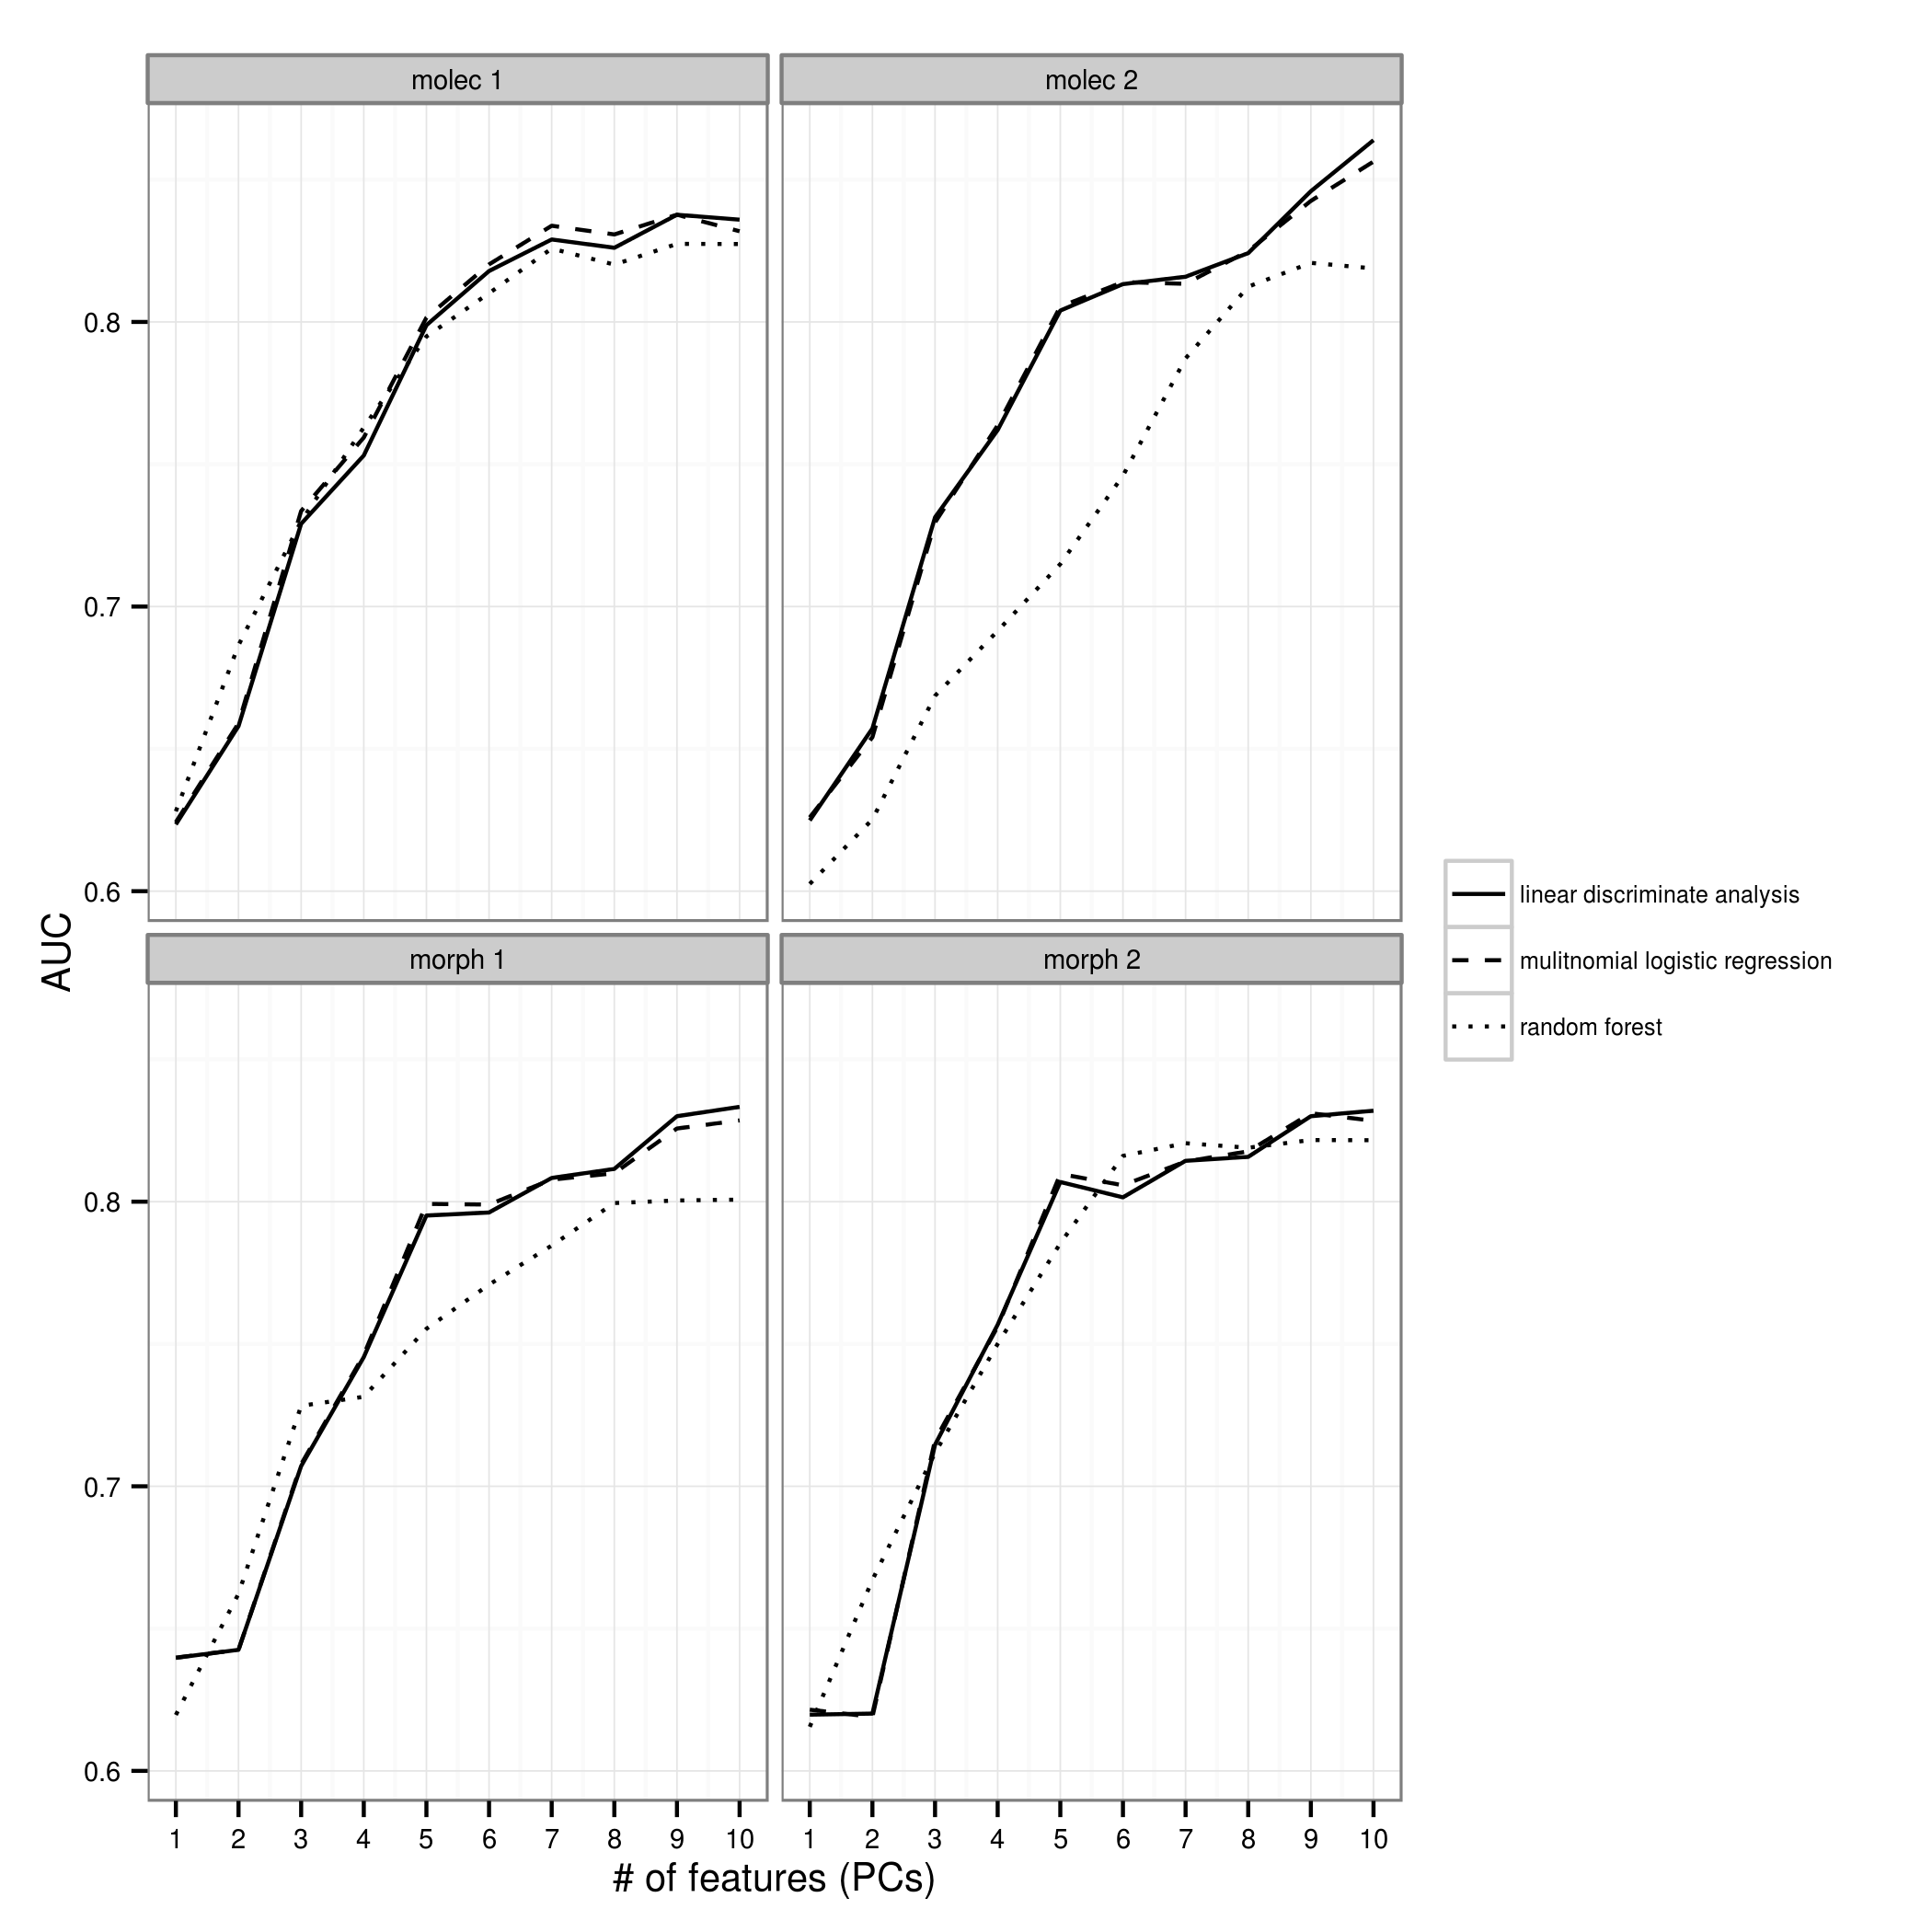 molec 1
molec 2
0.8
0.7
0.6
morph 1
morph 2
0.8
0.7
0.6
AUC
1 2 3 4 5 6 7 8 9 10
1 2 3 4 5 6 7 8 9 10
# of features (PCs)
linear discriminate analysis
mulitnomial logistic regression
random forest